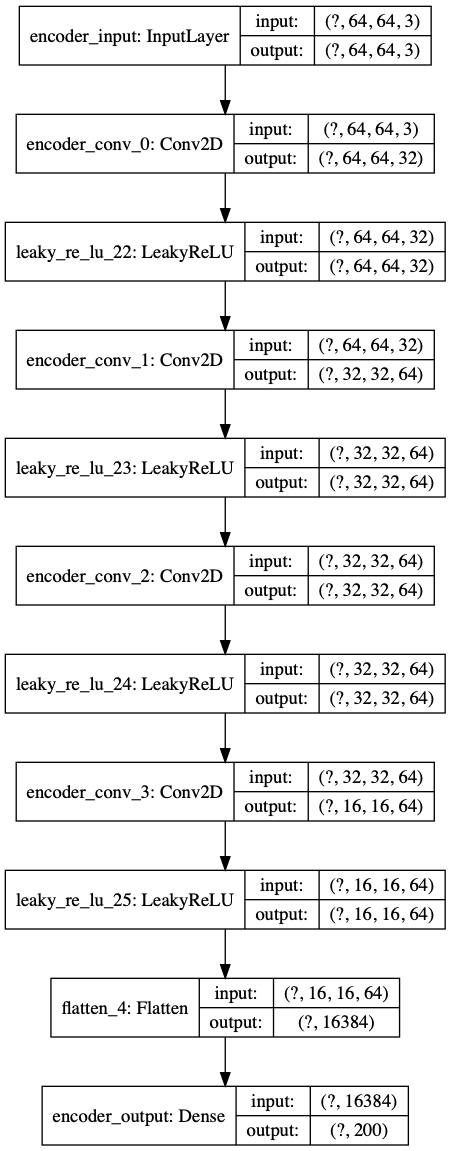 encoder_input: InputLayer
input:
(?, 64, 64, 3)
output:
(?, 64, 64, 3)
encoder_conv_0: Conv2D
input:
(?, 64, 64, 3)
output:
(?, 64, 64, 32)
leaky_re_lu_22: LeakyReLU
input:
(?, 64, 64, 32)
output:
(?, 64, 64, 32)
encoder_conv_1: Conv2D
input:
(?, 64, 64, 32)
output:
(?, 32, 32, 64)
leaky_re_lu_23: LeakyReLU
input:
(?, 32, 32, 64)
output:
(?, 32, 32, 64)
encoder_conv_2: Conv2D
input:
(?, 32, 32, 64)
output:
(?, 32, 32, 64)
leaky_re_lu_24: LeakyReLU
input:
(?, 32, 32, 64)
output:
(?, 32, 32, 64)
encoder_conv_3: Conv2D
input:
(?, 32, 32, 64)
output:
(?, 16, 16, 64)
leaky_re_lu_25: LeakyReLU
input:
(?, 16, 16, 64)
output:
(?, 16, 16, 64)
flatten_4: Flatten
input:
(?, 16, 16, 64)
output:
(?, 16384)
encoder_output: Dense
input:
(?, 16384)
output:
(?, 200)